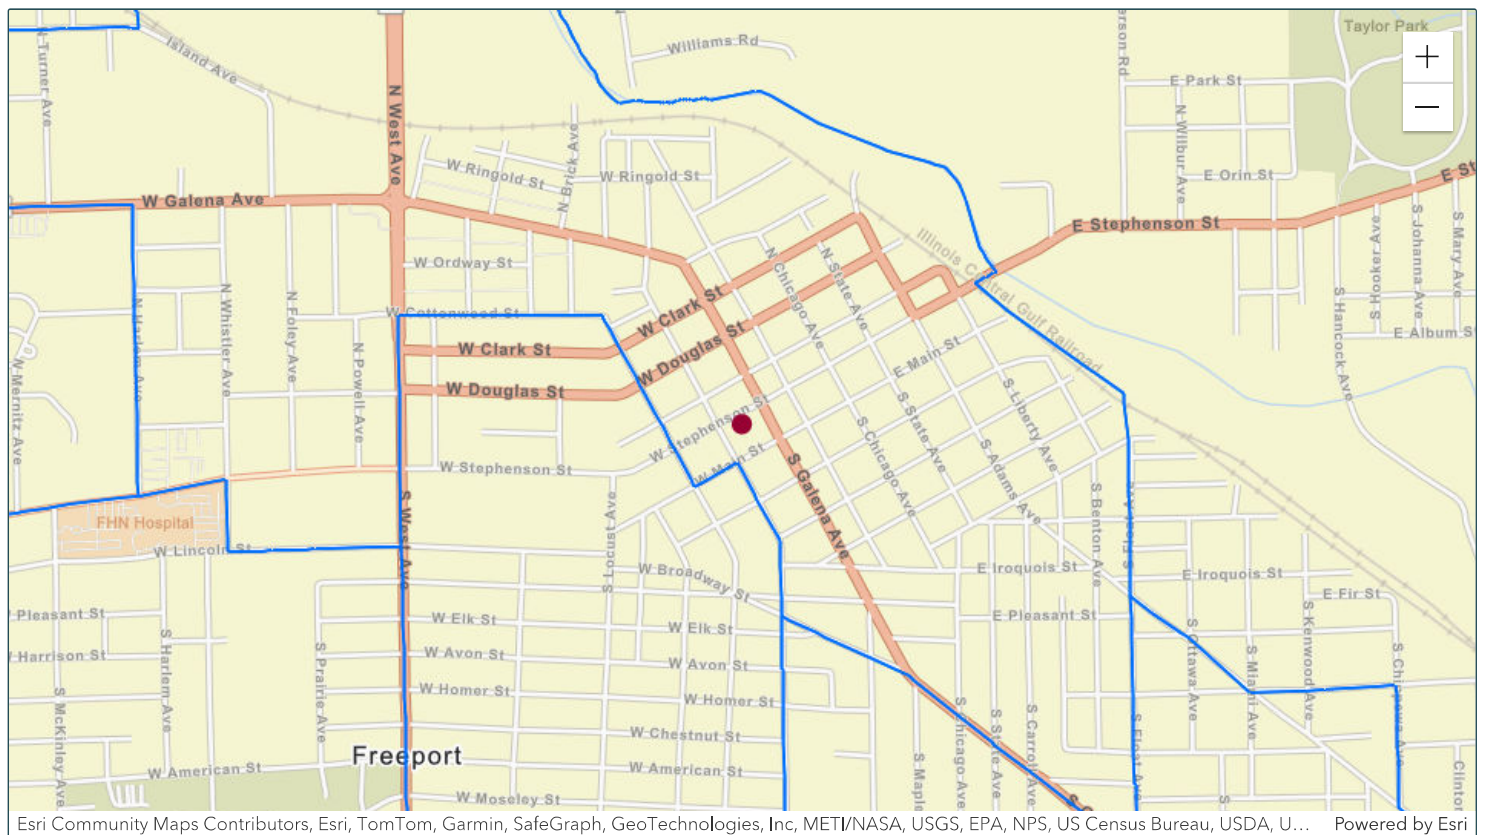 Taylor Park
Williams Rd
N Turner Ave
Island Ave
E Park St
N West Ave
N Wilbur Ave
N Brick Ave
W Ringold St
W Ringold St
E Orin St
E St
W Galena Ave
E Stephenson St
S Hooker Ave
S Johanna Ave
S Mary Ave
Illinois Central Gulf Railroad
N Chicago Ave
N State Ave
W Ordway St
N Harlem Ave
N Whistler Ave
N Foley Ave
W Cottonwood St
W Clark St
W Clark St
S Hancock Ave
E Album St
N Powell Ave
W Douglas St
W Douglas St
E Main St
N Mernitz Ave
W Stephenson St
S Liberty Ave
S State Ave
S Chicago Ave
S Adams Ave
W Main St
W Stephenson St
S Galena Ave
S West Ave
S Locust Ave
S Benton Ave
S Float Ave
FHN Hospital
W Lincoln St
W Broadway St
E Iroquois St
E Iroquois St
E Fir St
Pleasant St
E Pleasant St
W Elk St
W Elk St
Harrison St
W Avon St
W Avon St
S Harlem Ave
S Prairie Ave
S Ottawa Ave
S Miami Ave
S Kenwood Ave
S Chippewa Ave
W Homer St
W Homer St
S McKinley Ave
W Chestnut St
Freeport
W American St
W American St
W Moseley St
S Maple
S Chicago Ave
S State Ave
S Carroll Ave
S Float Ave
Clinton
Esri Community Maps Contributors, Esri, TomTom, Garmin, SafeGraph, GeoTechnologies, Inc, METI/NASA, USGS, EPA, NPS, US Census Bureau, USDA, U... Powered by Esri